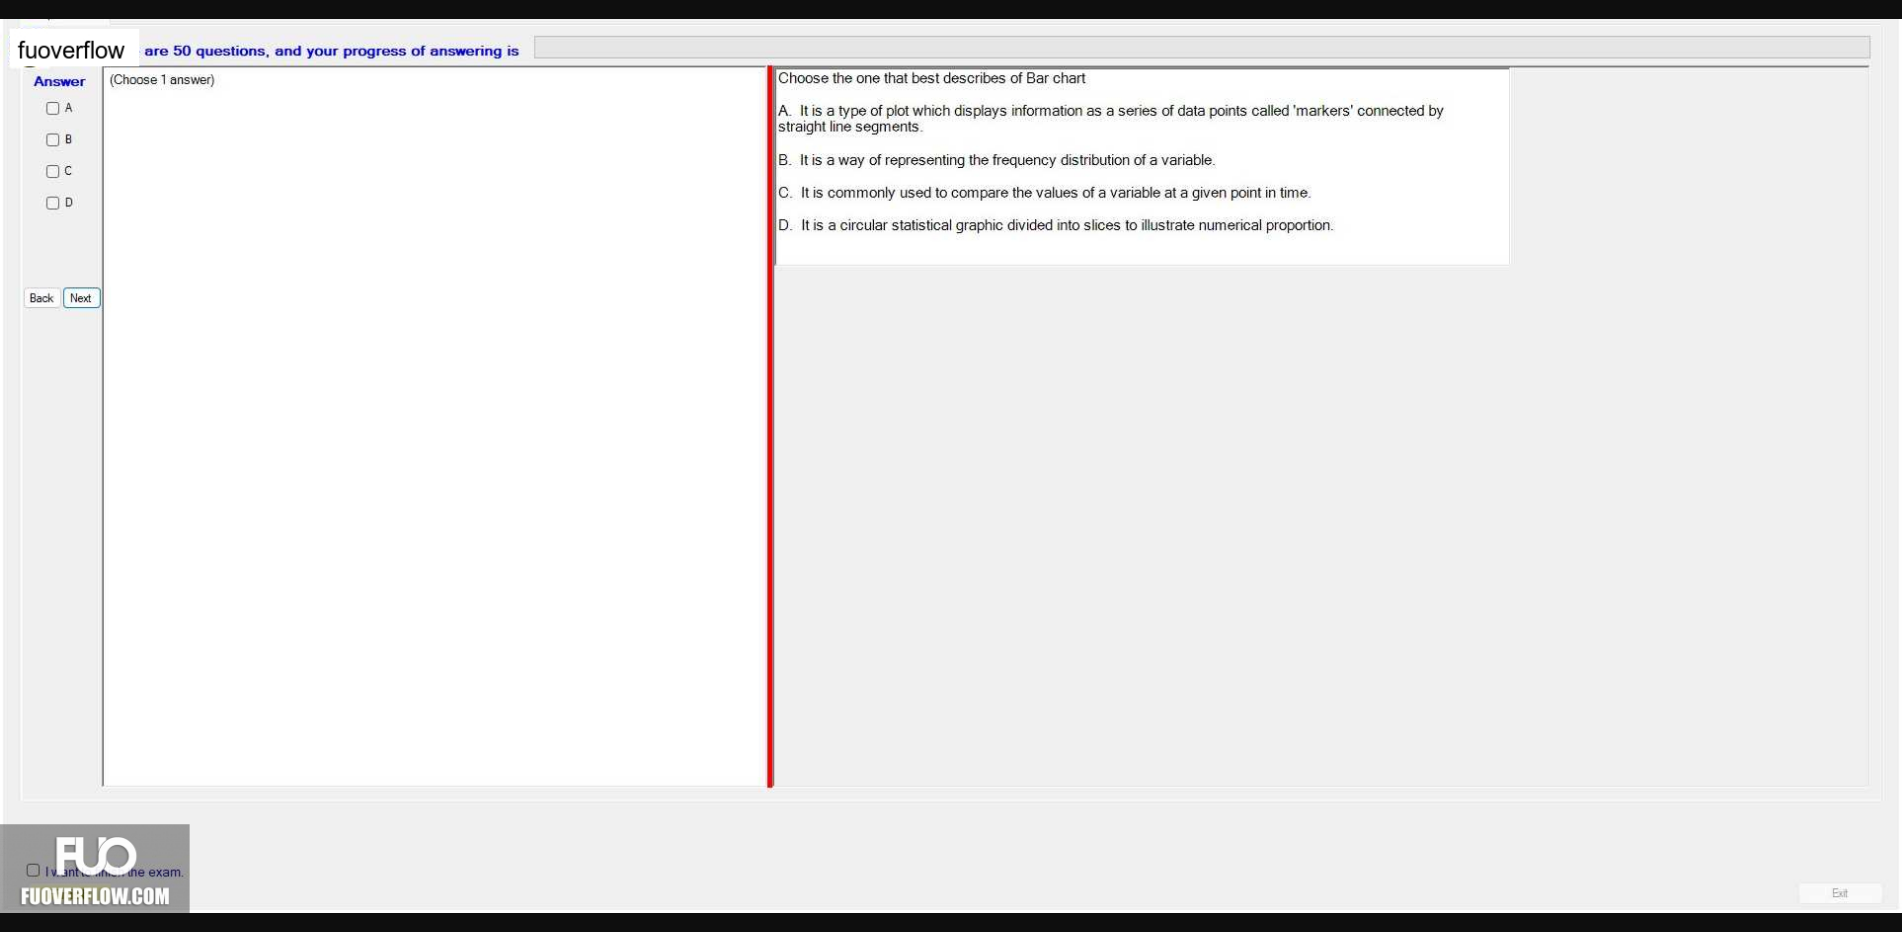 fuoverflow are 50 questions, and your progress of answering is
Answer
A
B
C
D
Back Next
(Choose 1 answer)
Choose the one that best describes of Bar chart
A. It is a type of plot which displays information as a series of data points called 'markers' connected by
straight line segments.
B. It is a way of representing the frequency distribution of a variable.
C. It is commonly used to compare the values of a variable at a given point in time.
D. It is a circular statistical graphic divided into slices to illustrate numerical proportion.
FUO
the exam.
FUOVERFLOW.COM
Exit